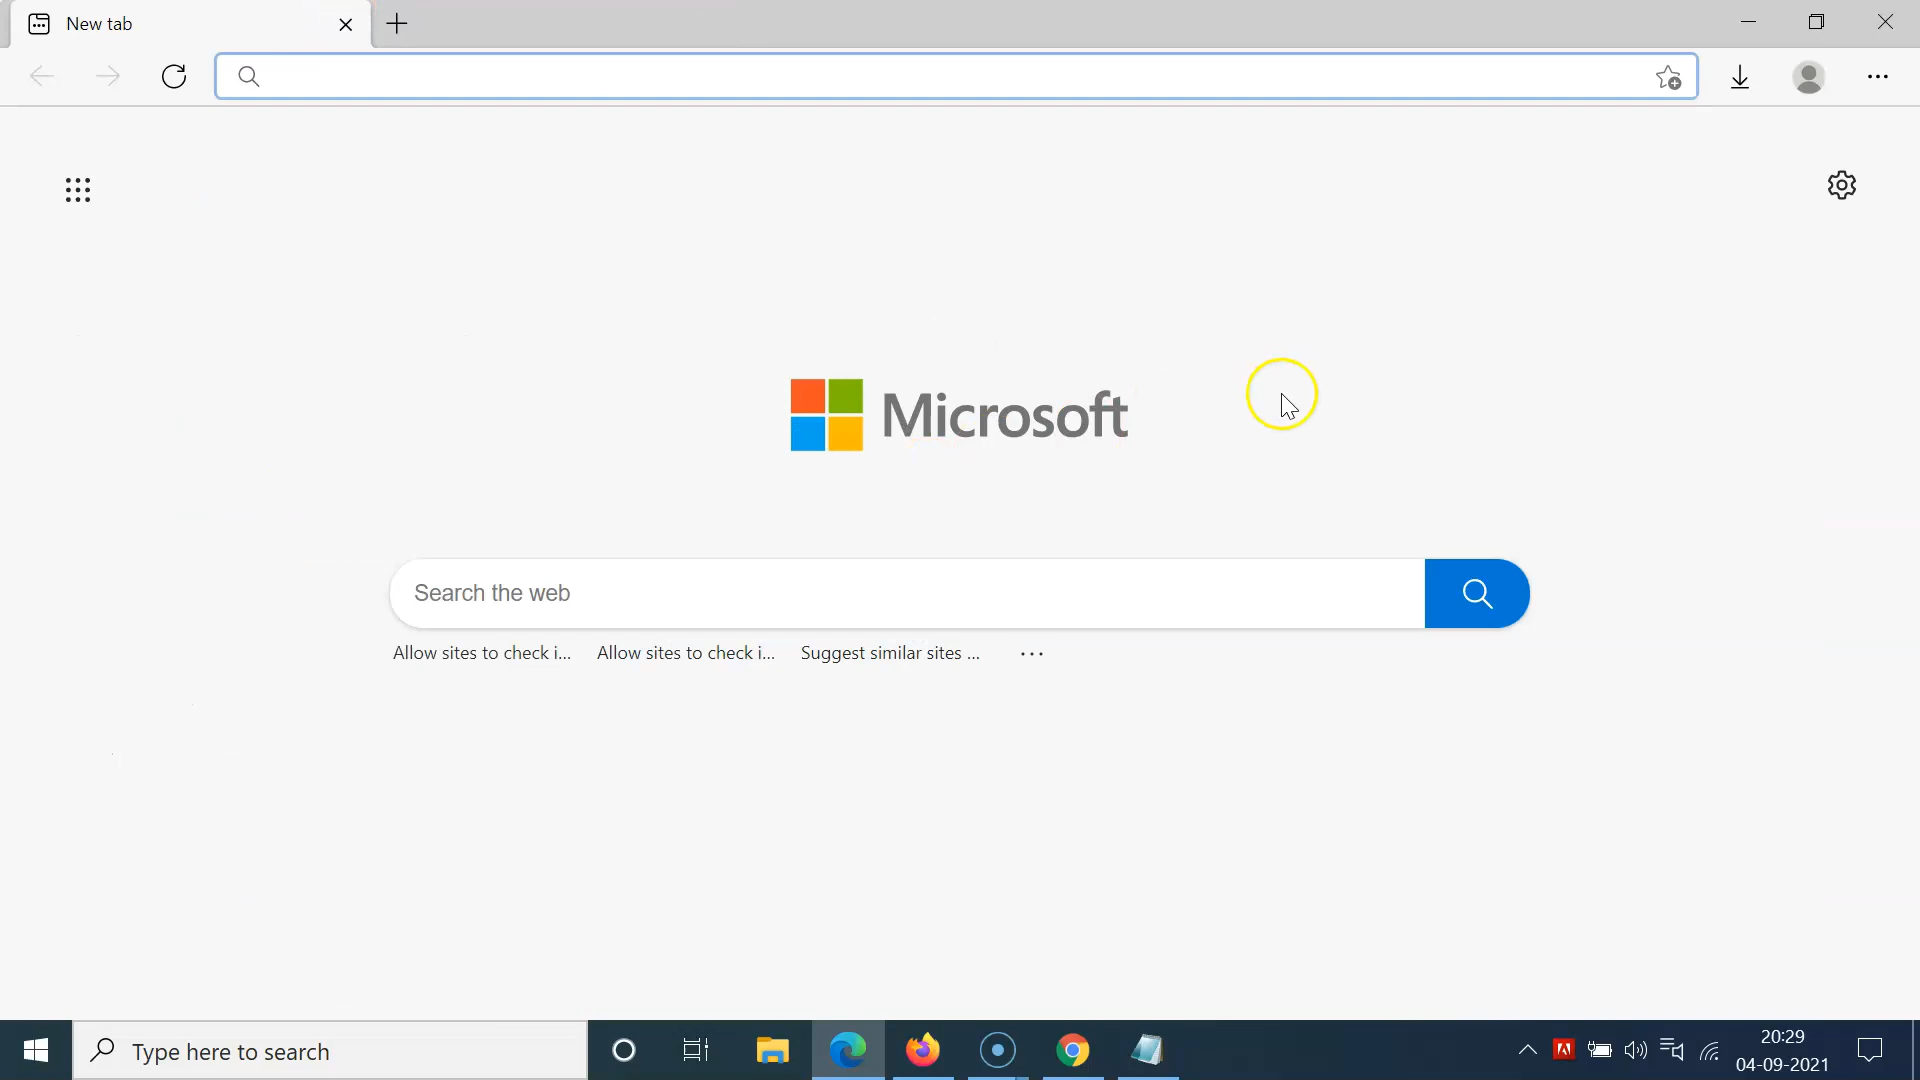 New tab
Microsoft
Search the web
Allow sites to check i... Allow sites to check i... Suggest similar sites ... ...
Type here to search
20:29
04-09-2021